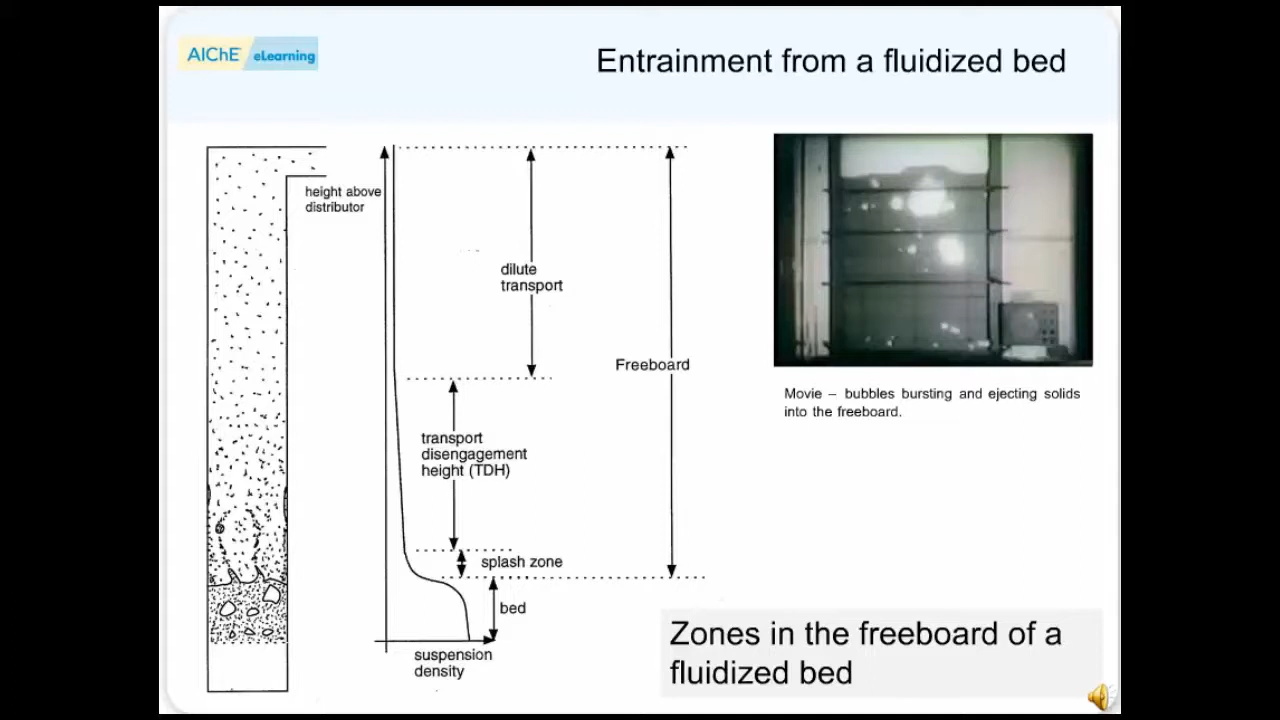 AIChE eLearning
Entrainment from a fluidized bed
height above
distributor
dilute
transport
Freeboard
transport
disengagement
height (TDH)
splash zone
bed
suspension
density
Movie – bubbles bursting and ejecting solids
into the freeboard.
Zones in the freeboard of a
fluidized bed